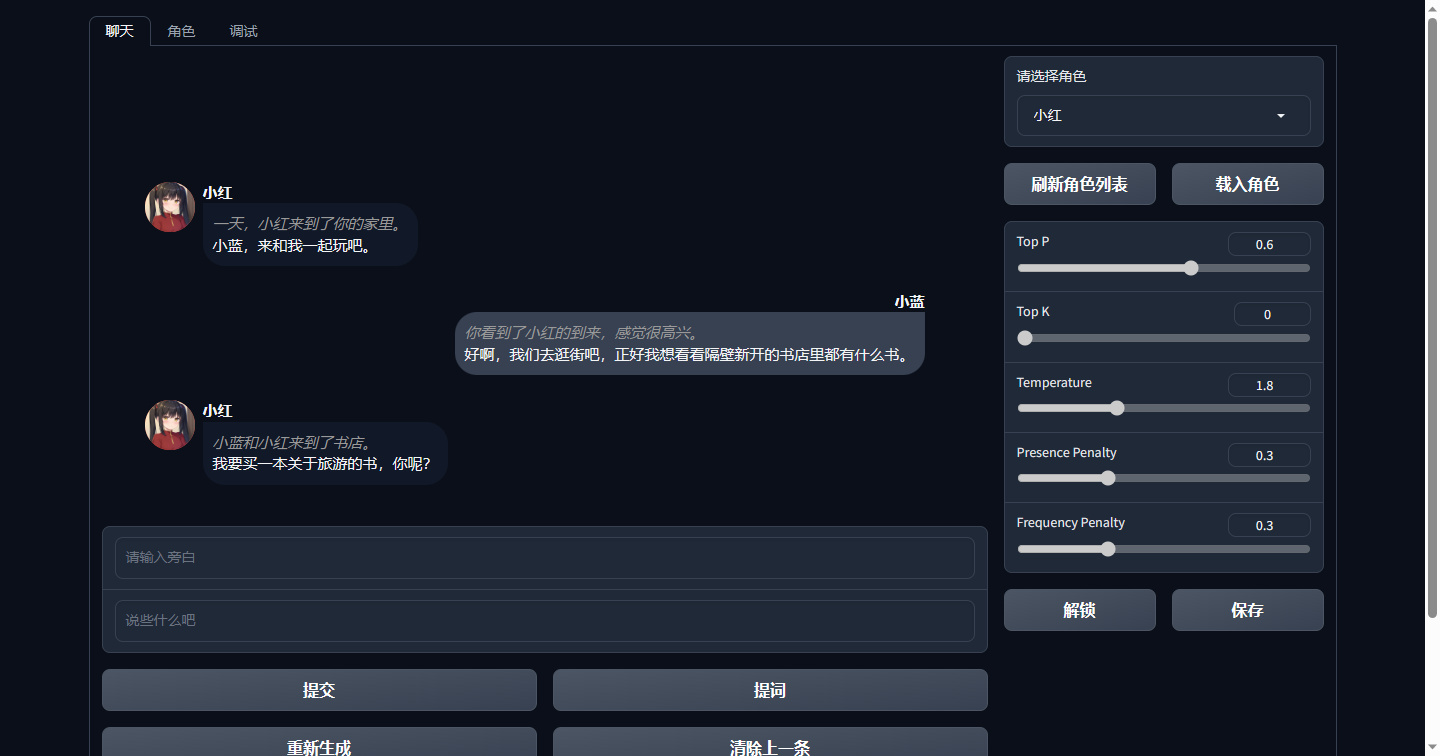 聊天
角色
调试
小红
一天，小红来到了你的家里。
小蓝，来和我一起玩吧。
小蓝
你看到了小红的到来，感觉很高兴。
好啊，我们去逛街吧，正好我想看看隔壁新开的书店里都有什么书。
小红
小蓝和小红来到了书店。
我要买一本关于旅游的书，你呢？
请输入旁白
说些什么吧
提交
提词
重新生成
清除上一条
请选择角色
小红
刷新角色列表
载入角色
Top P
0.6
Top K
0
Temperature
1.8
Presence Penalty
0.3
Frequency Penalty
0.3
解锁
保存